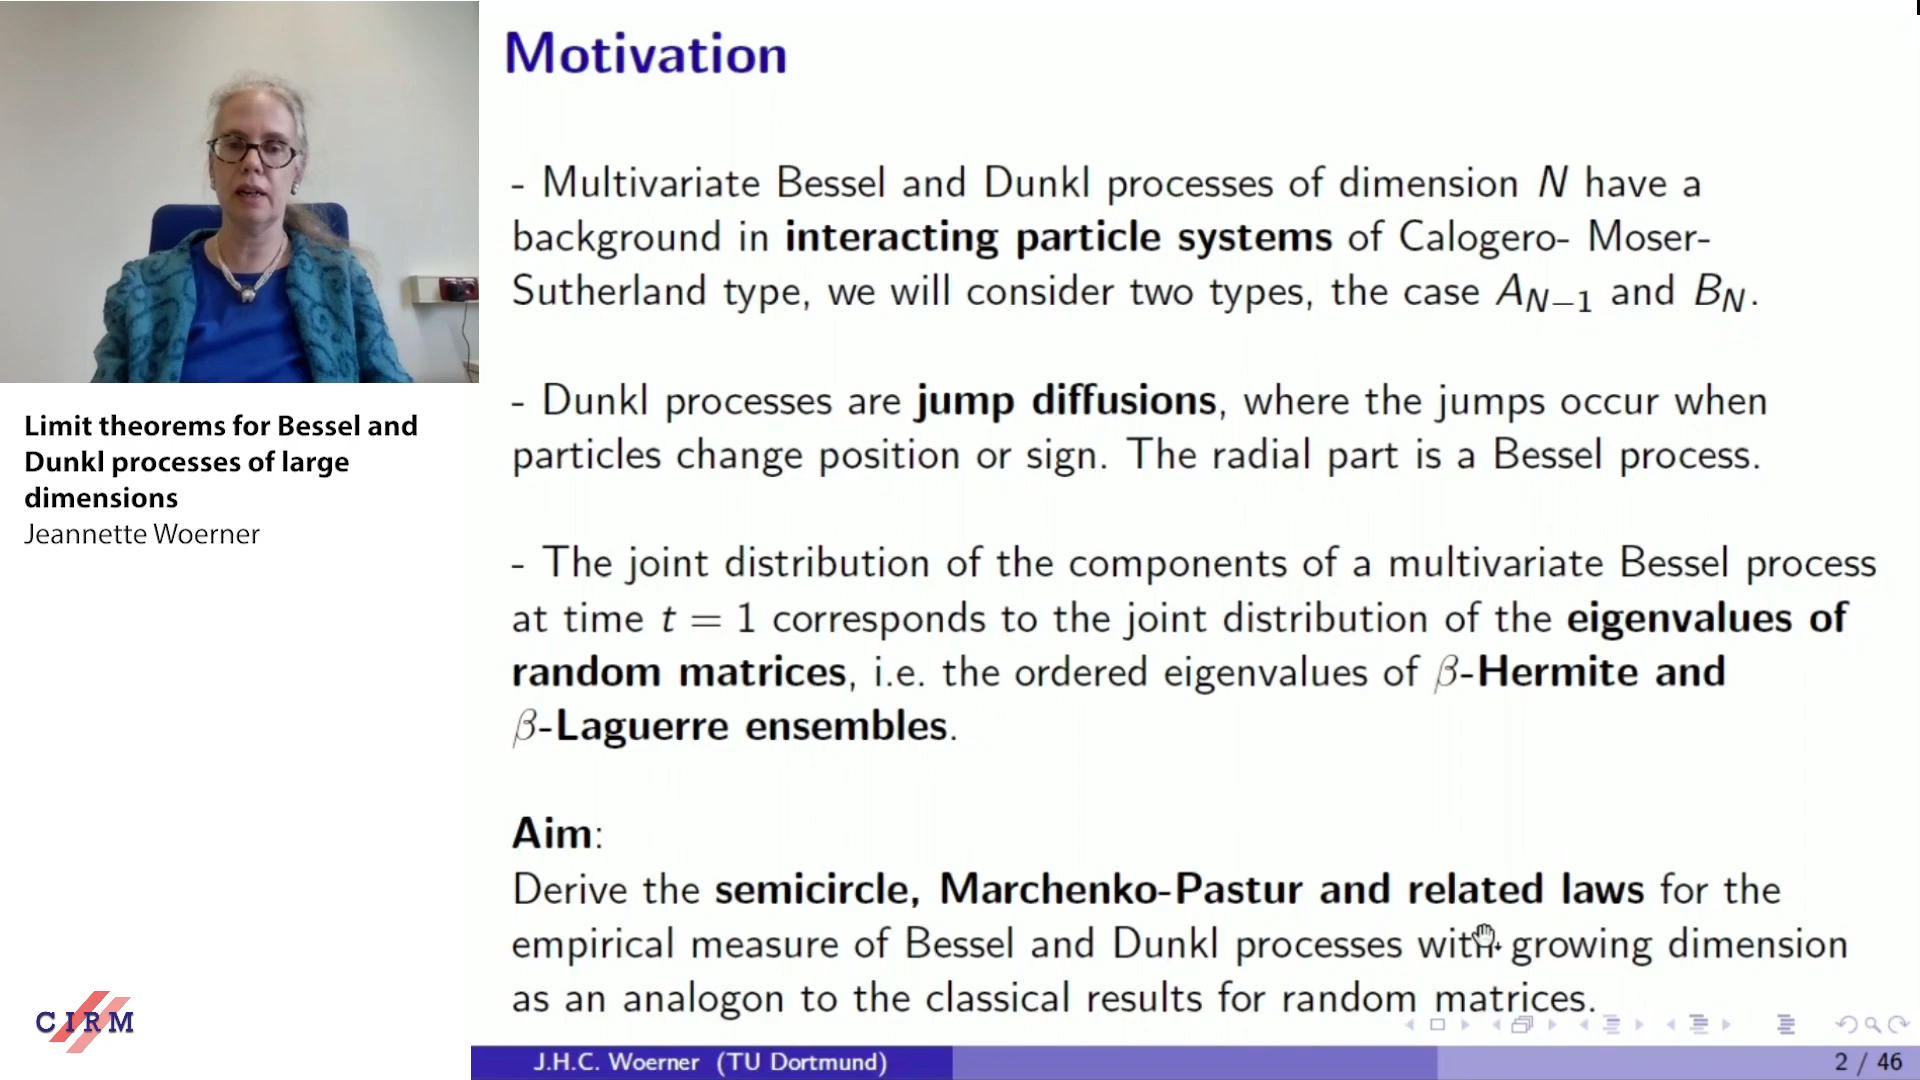 Motivation
- Multivariate Bessel and Dunkl processes of dimension N have a
background in interacting particle systems of Calogero- Moser-
Sutherland type, we will consider two types, the case A_{N−1} and B_N.
- Dunkl processes are jump diffusions, where the jumps occur when
particles change position or sign. The radial part is a Bessel process.
- The joint distribution of the components of a multivariate Bessel process
at time t = 1 corresponds to the joint distribution of the eigenvalues of
random matrices, i.e. the ordered eigenvalues of β-Hermite and
β-Laguerre ensembles.
Aim:
Derive the semicircle, Marchenko-Pastur and related laws for the
empirical measure of Bessel and Dunkl processes with growing dimension
as an analogon to the classical results for random matrices.
J.H.C. Woerner (TU Dortmund)
2 / 46
Limit theorems for Bessel and
Dunkl processes of large
dimensions
Jeannette Woerner
CIRM